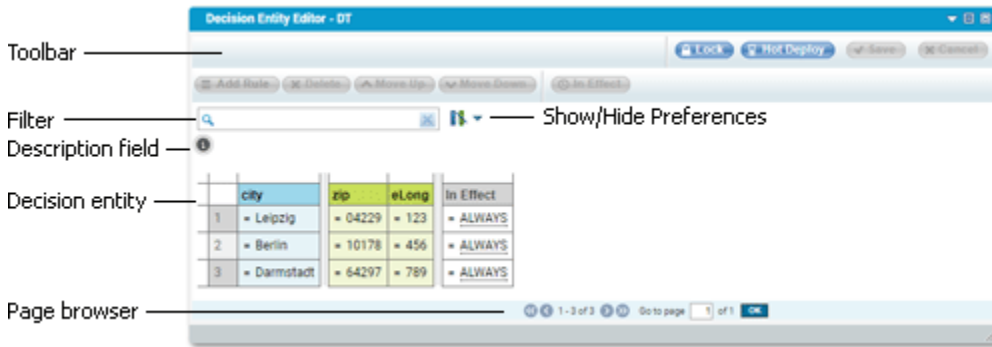 Decision Entity Editor - DT
Toolbar
Lock Hot Deploy Save Cancel
Add Rule Delete Move Up Move Down In Effect
Filter Show/Hide Preferences
Description field
Decision entity
city zip eLong In Effect
1 = Leipzig = 04229 = 123 = ALWAYS
2 = Berlin = 10178 = 456 = ALWAYS
3 = Darmstadt = 64297 = 789 = ALWAYS
Page browser
1 - 3 of 3 Go to page 1 of 1 OK